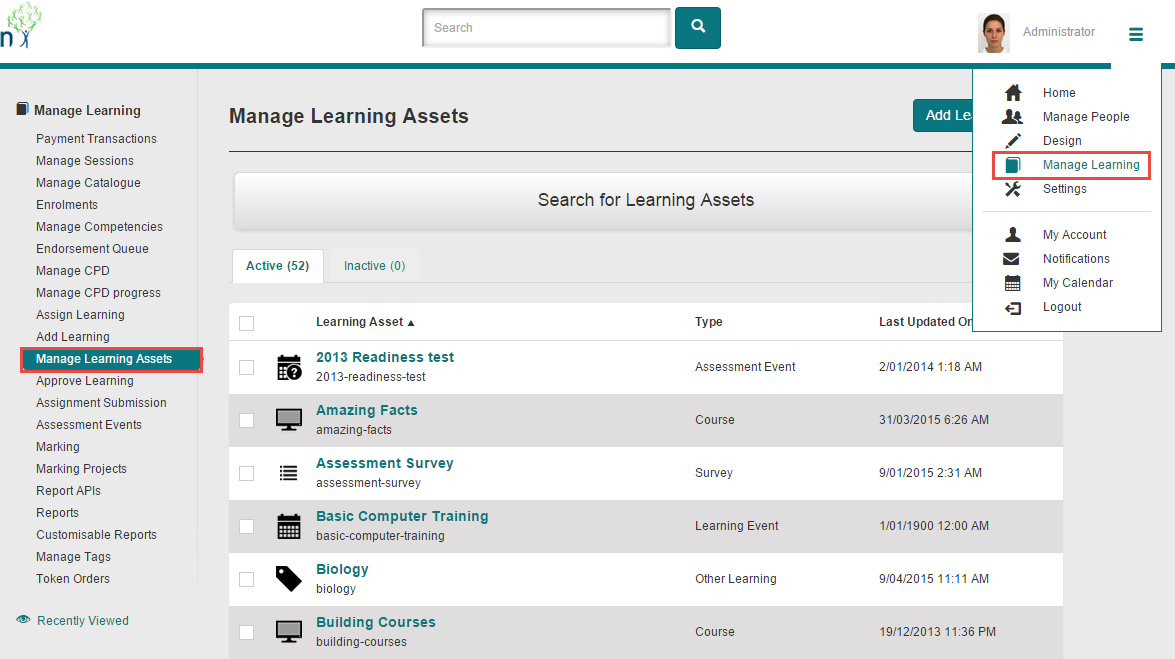 n
Search
Administrator
Home
Manage People
Design
Manage Learning
Settings
My Account
Notifications
My Calendar
Logout
Manage Learning
Payment Transactions
Manage Sessions
Manage Catalogue
Enrolments
Manage Competencies
Endorsement Queue
Manage CPD
Manage CPD progress
Assign Learning
Add Learning
Manage Learning Assets
Approve Learning
Assignment Submission
Assessment Events
Marking
Marking Projects
Report APIs
Reports
Customisable Reports
Manage Tags
Token Orders
Recently Viewed
Manage Learning Assets
Add Le
Search for Learning Assets
Active (52) Inactive (0)
Learning Asset ▲ Type Last Updated On
2013 Readiness test
2013-readiness-test
Assessment Event 2/01/2014 1:18 AM
Amazing Facts
amazing-facts
Course 31/03/2015 6:26 AM
Assessment Survey
assessment-survey
Survey 9/01/2015 2:31 AM
Basic Computer Training
basic-computer-training
Learning Event 1/01/1900 12:00 AM
Biology
biology
Other Learning 9/04/2015 11:11 AM
Building Courses
building-courses
Course 19/12/2013 11:36 PM